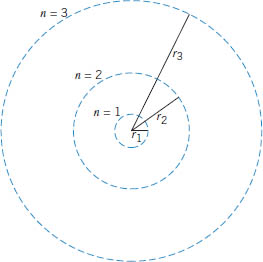 n = 3
r3
n = 2
n = 1
r2
r1